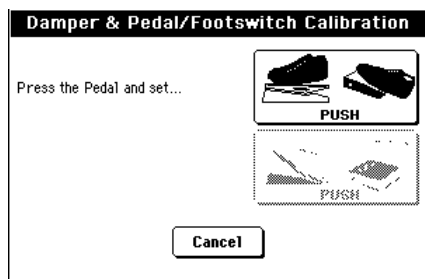 Damper & Pedal/Footswitch Calibration
Press the Pedal and set...
PUSH
PUSH
Cancel